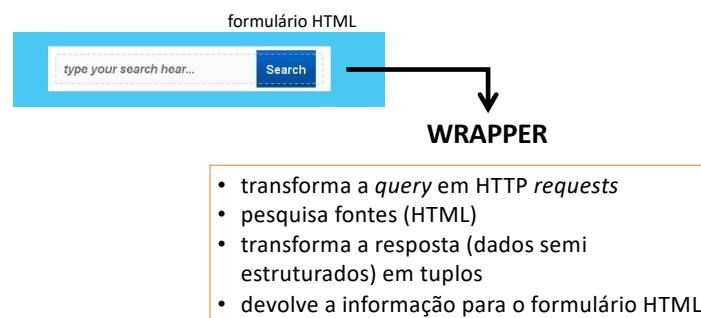 formulário HTML
type your search hear...
Search
WRAPPER
• transforma a query em HTTP requests
• pesquisa fontes (HTML)
• transforma a resposta (dados semi
estruturados) em tuplos
• devolve a informação para o formulário HTML